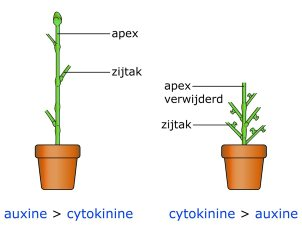 apex
zijtak
apex
verwijderd
zijtak
auxine > cytokinine
cytokinine > auxine